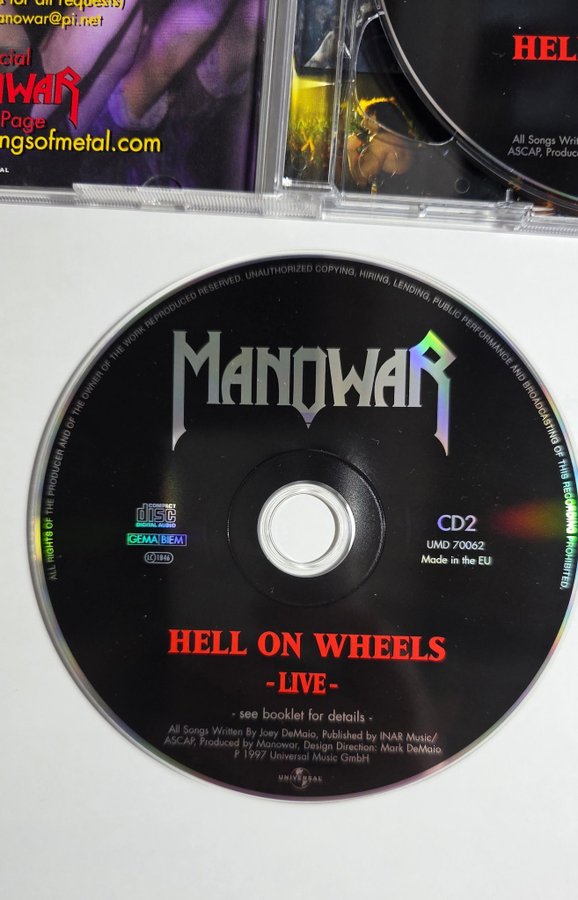 for all requests)
anowar@pi.net
cial
WAR
Page
ngsofmetal.com
HEL
All Songs Writ
ASCAP, Produce
ALL RIGHTS OF THE PRODUCER AND OF THE OWNER OF THE WORK REPRODUCED RESERVED. UNAUTHORIZED COPYING, HIRING, LENDING, PUBLIC PERFORMANCE AND BROADCASTING OF THIS RECORDING PROHIBITED.
MANOWAR
COMPACT
disc
DIGITAL AUDIO
GEMA BIEM
LC 1846
CD2
UMD 70062
Made in the EU
HELL ON WHEELS
- LIVE -
- see booklet for details -
All Songs Written By Joey DeMaio, Published by INAR Music/
ASCAP, Produced by Manowar, Design Direction: Mark DeMaio
P 1997 Universal Music GmbH
UNIVERSAL